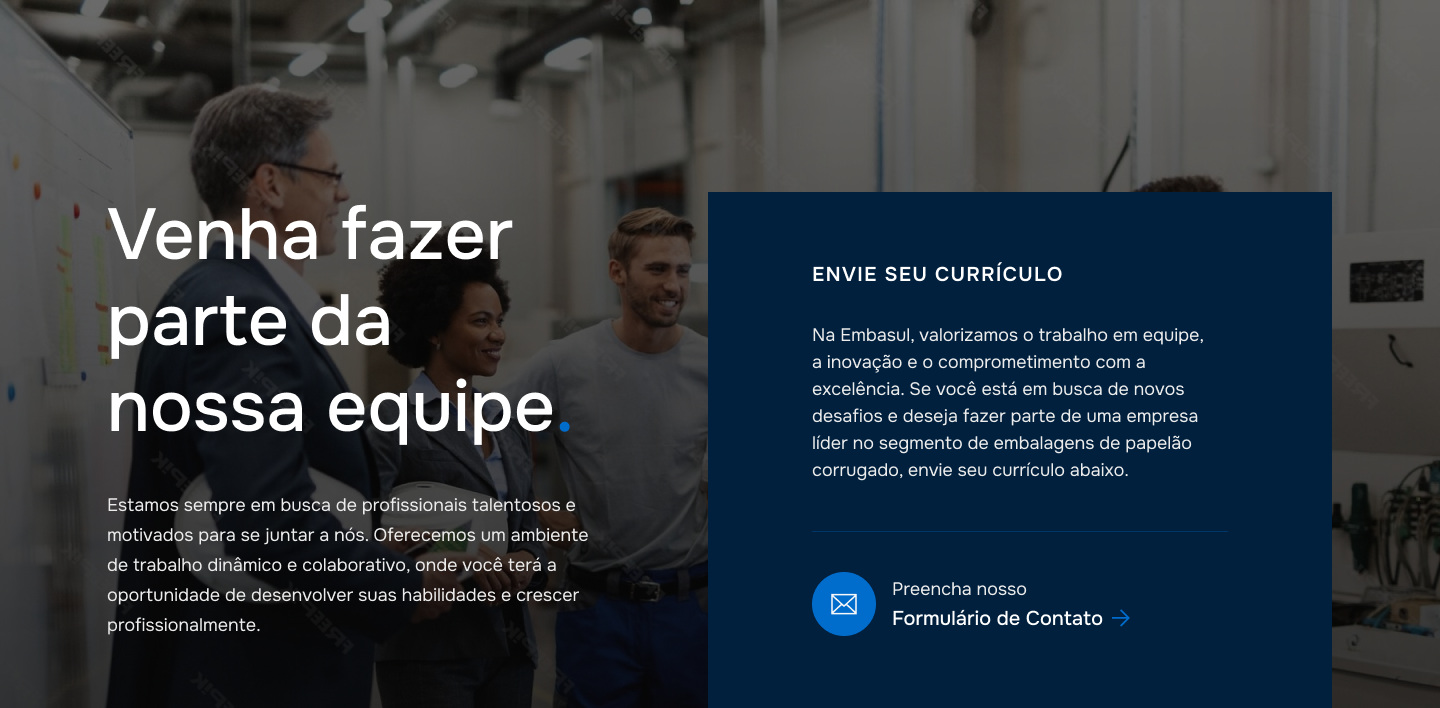 Venha fazer
parte da
nossa equipe.
Estamos sempre em busca de profissionais talentosos e
motivados para se juntar a nós. Oferecemos um ambiente
de trabalho dinâmico e colaborativo, onde você terá a
oportunidade de desenvolver suas habilidades e crescer
profissionalmente.
ENVIE SEU CURRÍCULO
Na Embasul, valorizamos o trabalho em equipe,
a inovação e o comprometimento com a
excelência. Se você está em busca de novos
desafios e deseja fazer parte de uma empresa
líder no segmento de embalagens de papelão
corrugado, envie seu currículo abaixo.
Preencha nosso
Formulário de Contato →